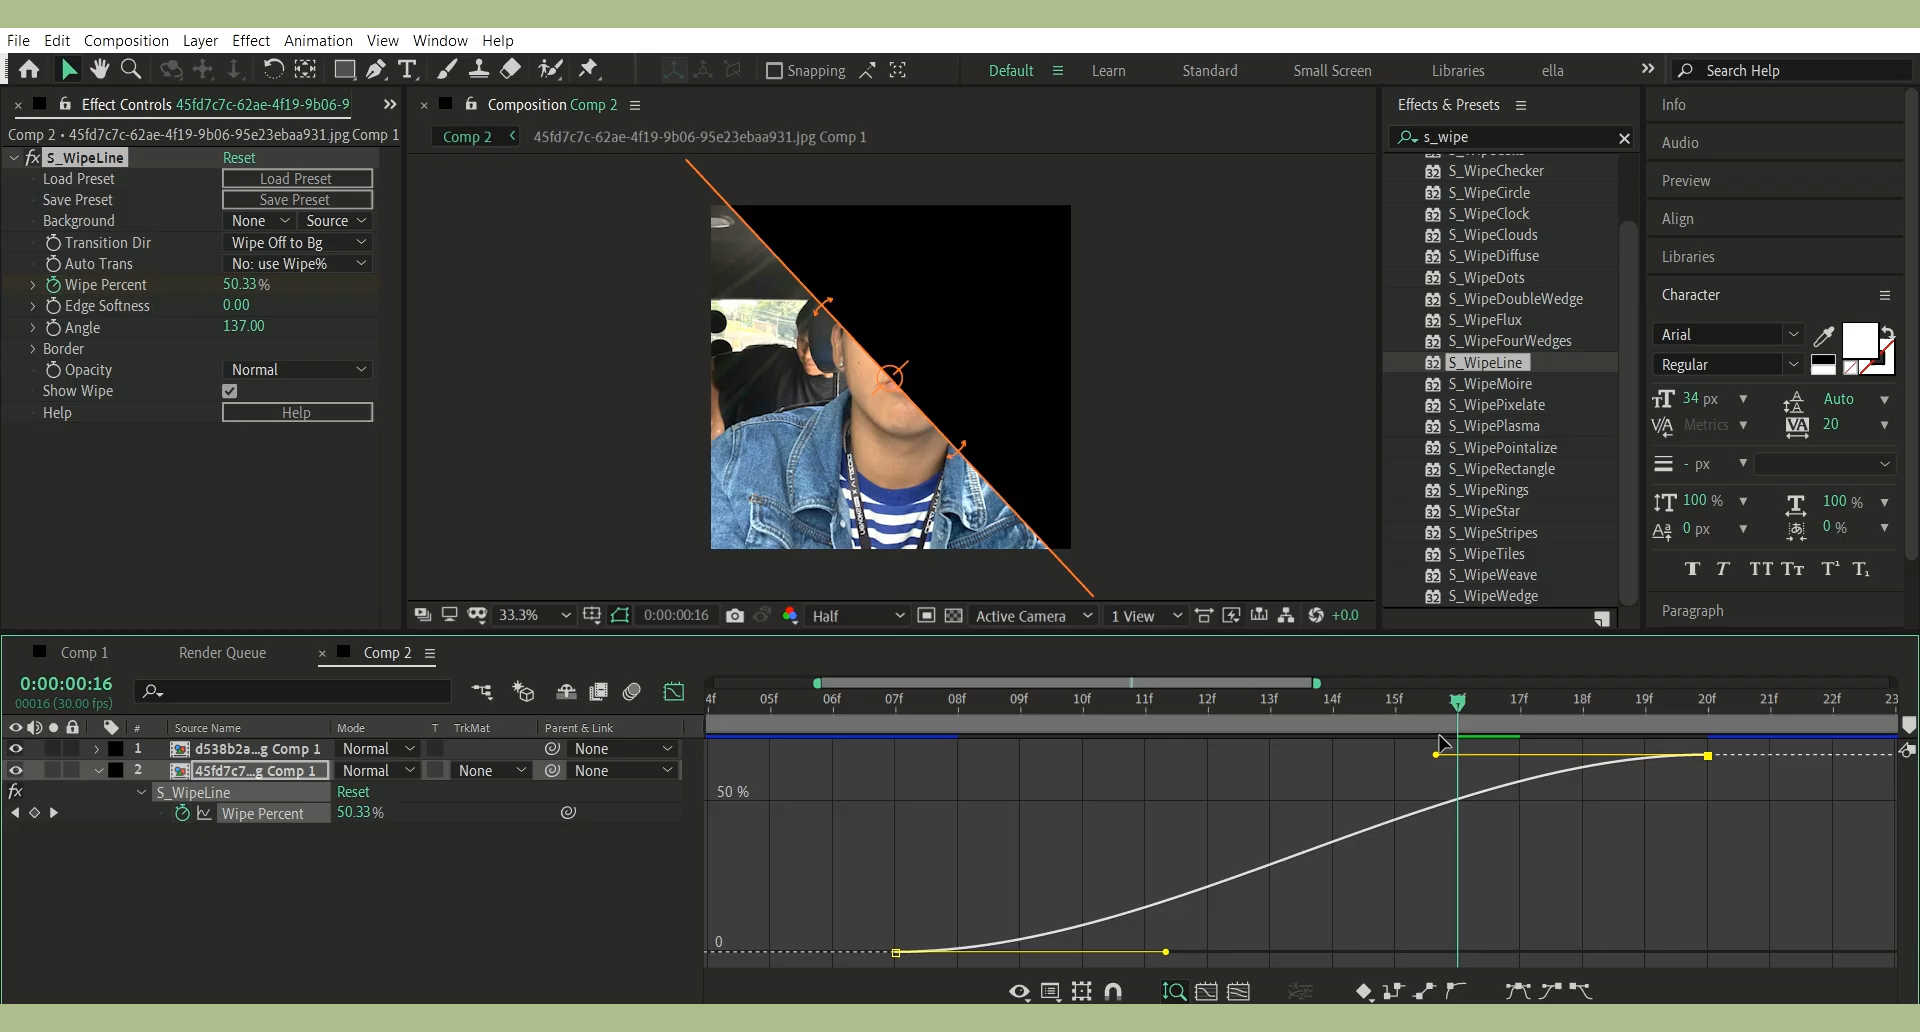 File Edit Composition Layer Effect Animation View Window Help
Snapping Default Learn Standard Small Screen Libraries ella Search Help
Effect Controls 45fd7c7c-62ae-4f19-9b06-9
Comp 2 • 45fd7c7c-62ae-4f19-9b06-95e23ebaa931.jpg Comp 1
fx S_WipeLine Reset
Load Preset Load Preset
Save Preset Save Preset
Background None Source
Transition Dir Wipe Off to Bg
Auto Trans No: use Wipe%
Wipe Percent 50.33%
Edge Softness 0.00
Angle 137.00
Border
Opacity Normal
Show Wipe
Help Help
Composition Comp 2
Comp 2 45fd7c7c-62ae-4f19-9b06-95e23ebaa931.jpg Comp 1
33.3% 0:00:00:16 Half Active Camera 1 View +0.0
Effects & Presets
s_wipe
S_WipeChecker
S_WipeCircle
S_WipeClock
S_WipeClouds
S_WipeDiffuse
S_WipeDots
S_WipeDoubleWedge
S_WipeFlux
S_WipeFourWedges
S_WipeLine
S_WipeMoire
S_WipePixelate
S_WipePlasma
S_WipePointalize
S_WipeRectangle
S_WipeRings
S_WipeStar
S_WipeStripes
S_WipeTiles
S_WipeWeave
S_WipeWedge
Info
Audio
Preview
Align
Libraries
Character
Arial
Regular
34 px Auto
Metrics 20
- px
100 % 100 %
0 px 0 %
T T TT Tt T¹ T₁
Paragraph
Comp 1 Render Queue Comp 2
0:00:00:16
00016 (30.00 fps)
4f 05f 06f 07f 08f 09f 10f 11f 12f 13f 14f 15f 17f 18f 19f 20f 21f 22f 23
# Source Name Mode T TrkMat Parent & Link
1 d538b2a...g Comp 1 Normal None
2 45fd7c7...g Comp 1 Normal None None
fx S_WipeLine Reset
Wipe Percent 50.33%
50 %
0